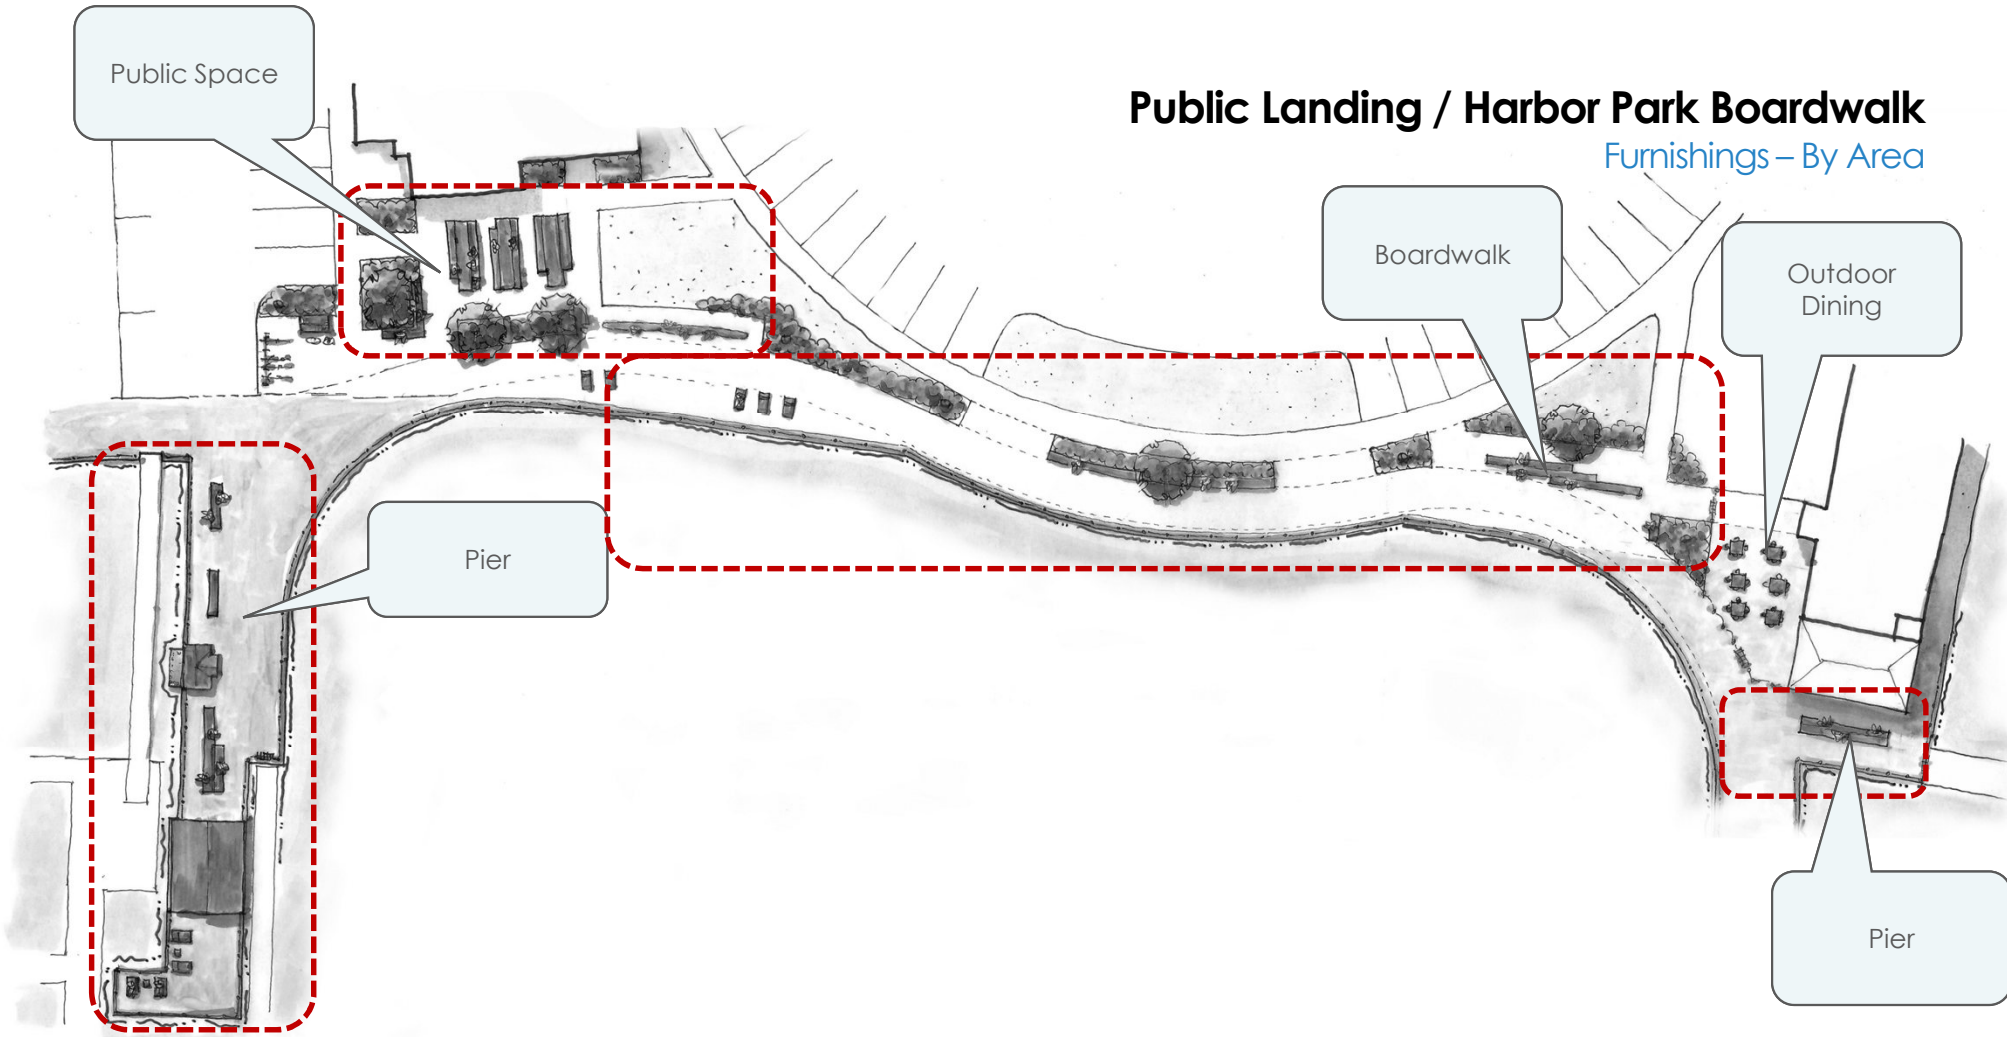 Public Space
Public Landing / Harbor Park Boardwalk
Furnishings – By Area
Boardwalk
Outdoor
Dining
Pier
Pier